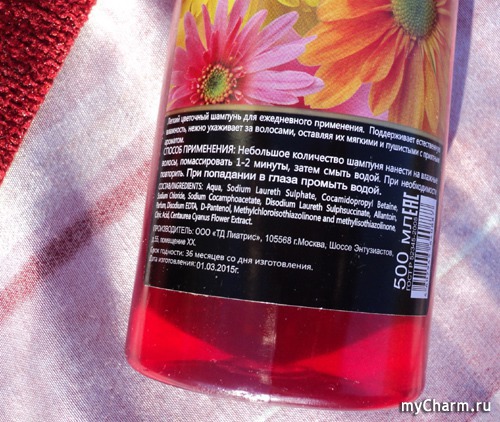 Легкий цветочный шампунь для ежедневного применения. Поддерживает естественную
влажность, нежно ухаживает за волосами, оставляя их мягкими и пушистыми с приятным
ароматом.
СПОСОБ ПРИМЕНЕНИЯ: Небольшое количество шампуня нанести на влажные
волосы, помассировать 1-2 минуты, затем смыть водой. При необходимости
повторить. При попадании в глаза промыть водой.
СОСТАВ/INGREDIENTS: Aqua, Sodium Laureth Sulphate, Cocamidopropyl Betaine,
Sodium Chloride, Sodium Cocamphoacetate, Disodium Laureth Sulphsuccinate, Allantoin,
Parfum, Disodium EDTA, D-Pantenol, Methylchloroisothiazolinone and methylisothiazolinone
Citric Acid, Centaurea Cyanus Flower Extract.
ПРОИЗВОДИТЕЛЬ: ООО «ТД Лиатрис», 105568 г.Москва, Шоссе Энтузиастов,
помещение XX.
Срок годности: 36 месяцев со дня изготовления.
Дата изготовления: 01.03.2015г.
500 мл. EAC
ГОСТ Р
myCharm.ru